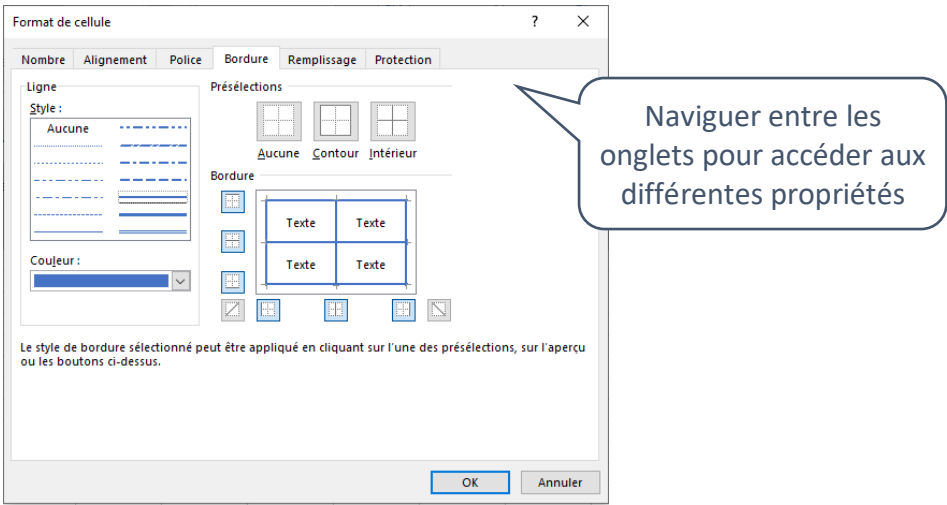 Format de cellule ? ×
Nombre Alignement Police Bordure Remplissage Protection
Ligne
Style :
Aucune
Couleur :
Présélections
Aucune Contour Intérieur
Bordure
Texte Texte
Texte Texte
Le style de bordure sélectionné peut être appliqué en cliquant sur l'une des présélections, sur l'aperçu
ou les boutons ci-dessus.
OK Annuler
Naviguer entre les
onglets pour accéder aux
différentes propriétés